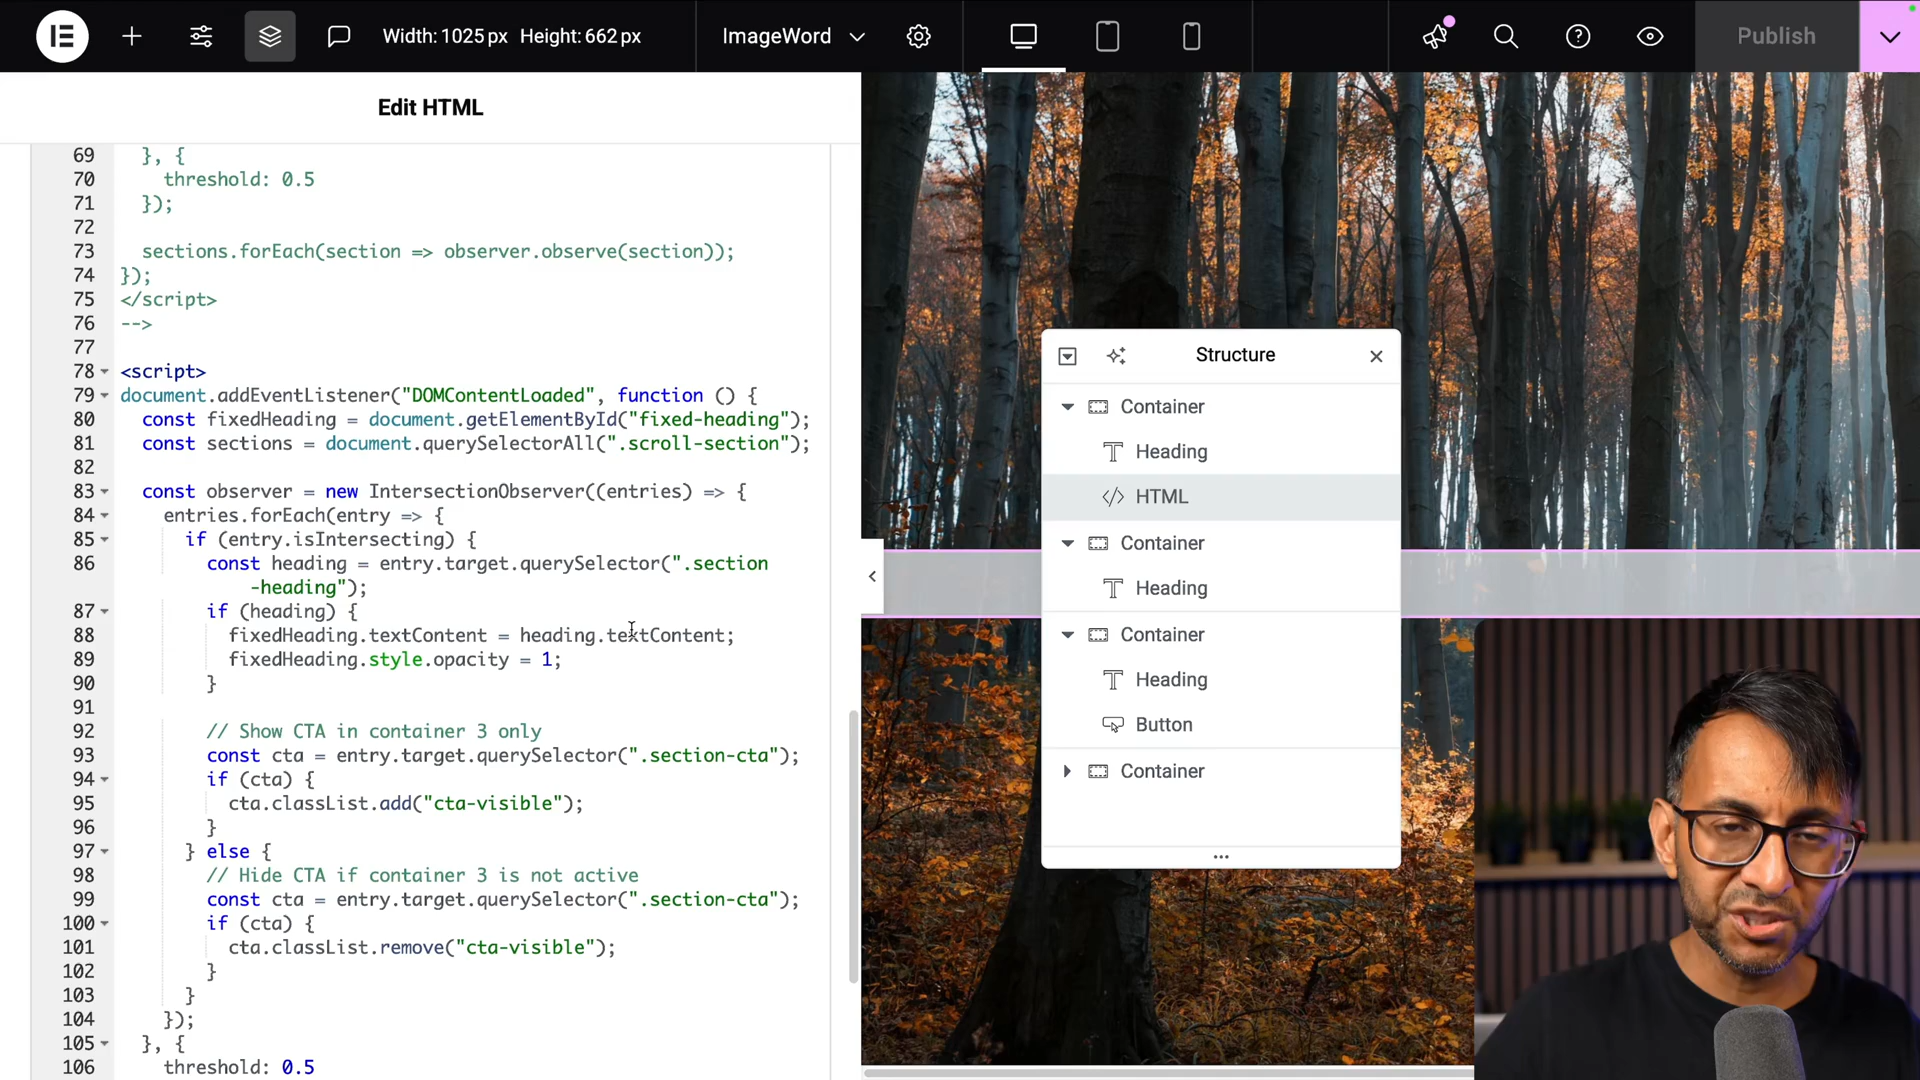 Width: 1025 px Height: 662 px
ImageWord
Publish
Edit HTML
69 }, {
70 threshold: 0.5
71 });
72
73 sections.forEach(section => observer.observe(section));
74 });
75 </script>
76 -->
77
78 <script>
79 document.addEventListener("DOMContentLoaded", function () {
80 const fixedHeading = document.getElementById("fixed-heading");
81 const sections = document.querySelectorAll(".scroll-section");
82
83 const observer = new IntersectionObserver((entries) => {
84 entries.forEach(entry => {
85 if (entry.isIntersecting) {
86 const heading = entry.target.querySelector(".section
-heading");
87 if (heading) {
88 fixedHeading.textContent = heading.textContent;
89 fixedHeading.style.opacity = 1;
90 }
91
92 // Show CTA in container 3 only
93 const cta = entry.target.querySelector(".section-cta");
94 if (cta) {
95 cta.classList.add("cta-visible");
96 }
97 } else {
98 // Hide CTA if container 3 is not active
99 const cta = entry.target.querySelector(".section-cta");
100 if (cta) {
101 cta.classList.remove("cta-visible");
102 }
103 }
104 });
105 }, {
106 threshold: 0.5
Structure
Container
Heading
HTML
Container
Heading
Container
Heading
Button
Container